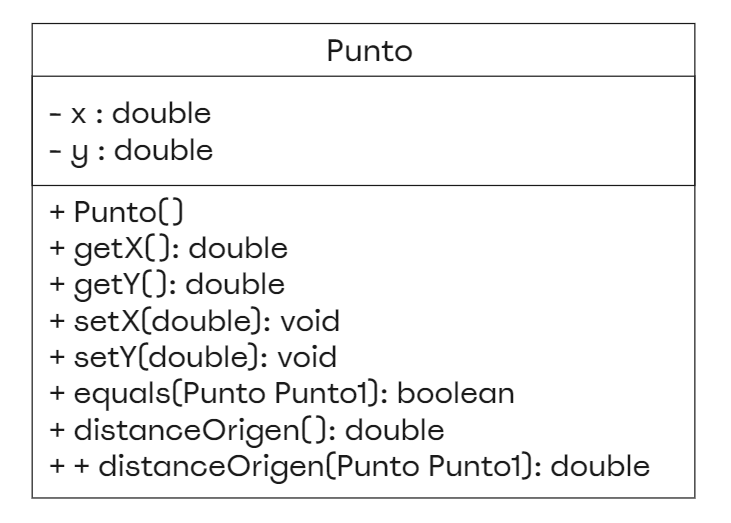 Punto
- x : double
- y : double
+ Punto()
+ getX(): double
+ getY(): double
+ setX(double): void
+ setY(double): void
+ equals(Punto Punto1): boolean
+ distanceOrigen(): double
+ + distanceOrigen(Punto Punto1): double